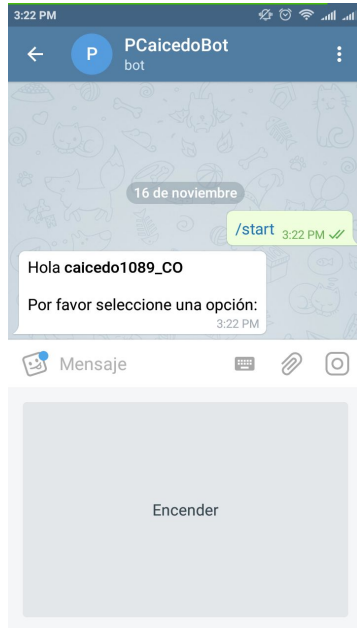 3:22 PM
P
PCaicedoBot
bot
16 de noviembre
/start 3:22 PM
Hola caicedo1089_CO
Por favor seleccione una opción:
3:22 PM
Mensaje
Encender